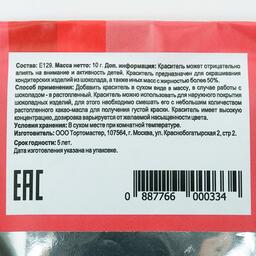 Состав: Е129. Масса нетто: 10 г. Доп. информация: Краситель может отрицательно
влиять на внимание и активность детей. Краситель предназначен для окрашивания
кондитерских изделий из шоколада, а также иных масс с жирностью более 50%.
Способ применения: Добавить краситель в сухом виде в массу, в случае работы с
шоколадом - в растопленный. Краситель можно использовать для наружного покрытия
шоколадных изделий, для этого необходимо смешать его с небольшим количеством
растопленного какао-масла для получения густой краски. Краситель имеет высокую
концентрацию, дозировка варьируется от желаемой насыщенности цвета.
Условия хранения: В сухом месте при комнатной температуре.
Изготовитель: ООО Тортомастер, 107564, г. Москва, ул. Краснобогатырская 2, стр 2.
Срок годности: 5 лет.
Дата изготовления указана на упаковке.
EAC
0 887766 000334